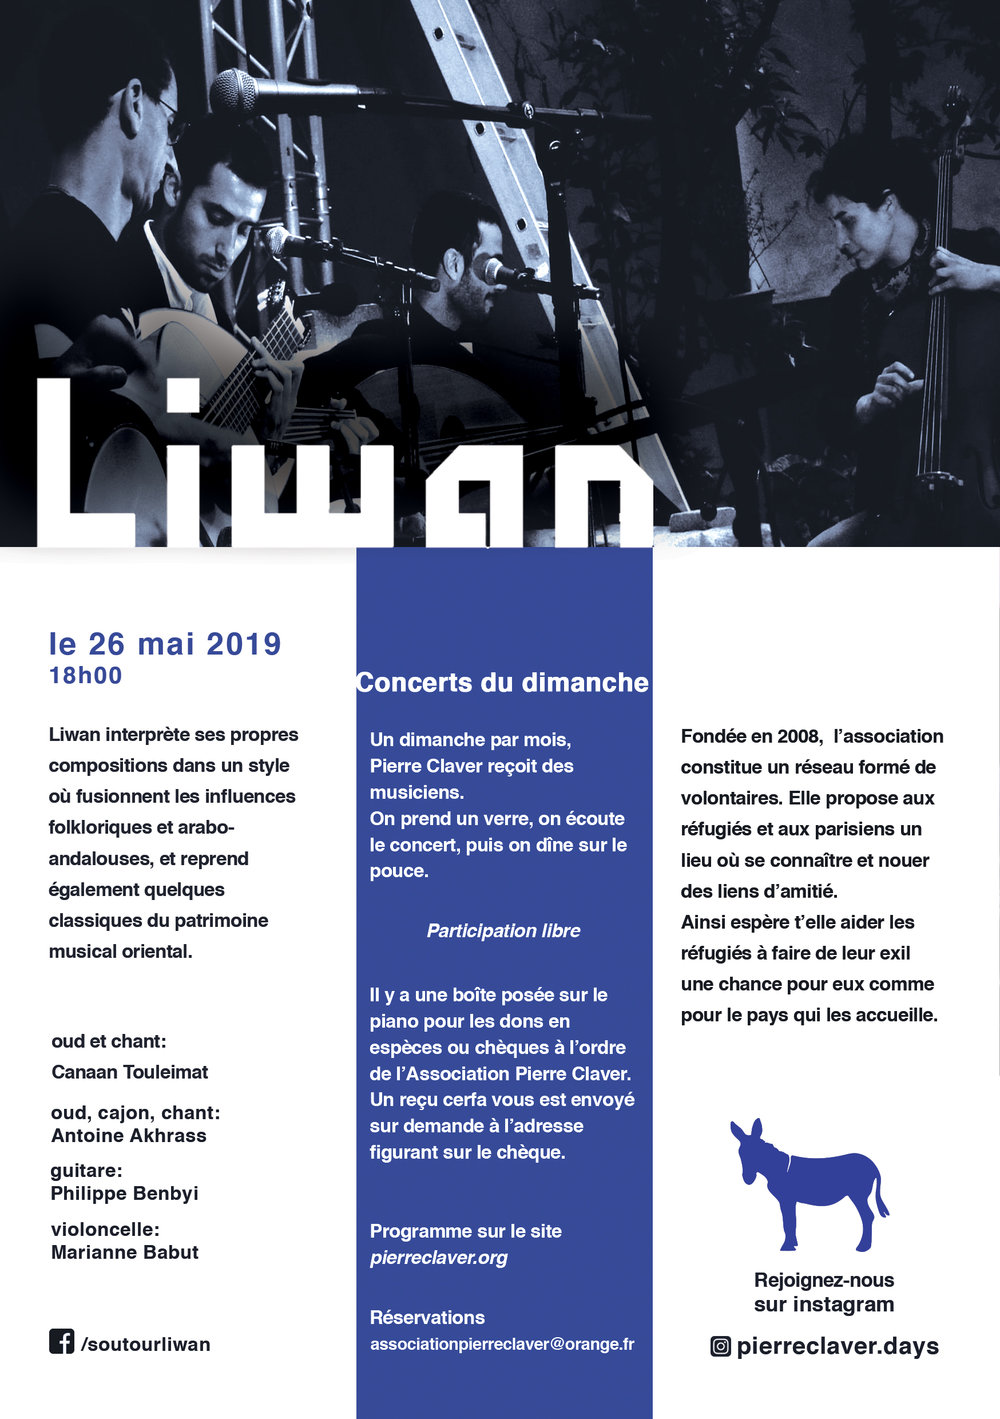 Liwan
le 26 mai 2019
18h00
Liwan interprète ses propres
compositions dans un style
où fusionnent les influences
folkloriques et arabo-
andalouses, et reprend
également quelques
classiques du patrimoine
musical oriental.
oud et chant:
Canaan Touleimat
oud, cajon, chant:
Antoine Akhrass
guitare:
Philippe Benbyi
violoncelle:
Marianne Babut
/soutourliwan
Concerts du dimanche
Un dimanche par mois,
Pierre Claver reçoit des
musiciens.
On prend un verre, on écoute
le concert, puis on dîne sur le
pouce.
Participation libre
Il y a une boîte posée sur le
piano pour les dons en
espèces ou chèques à l’ordre
de l’Association Pierre Claver.
Un reçu cerfa vous est envoyé
sur demande à l’adresse
figurant sur le chèque.
Programme sur le site
pierreclaver.org
Réservations
associationpierreclaver@orange.fr
Fondée en 2008,  l’association
constitue un réseau formé de
volontaires. Elle propose aux
réfugiés et aux parisiens un
lieu où se connaître et nouer
des liens d’amitié.
Ainsi espère t’elle aider les
réfugiés à faire de leur exil
une chance pour eux comme
pour le pays qui les accueille.
Rejoignez-nous
sur instagram
pierreclaver.days